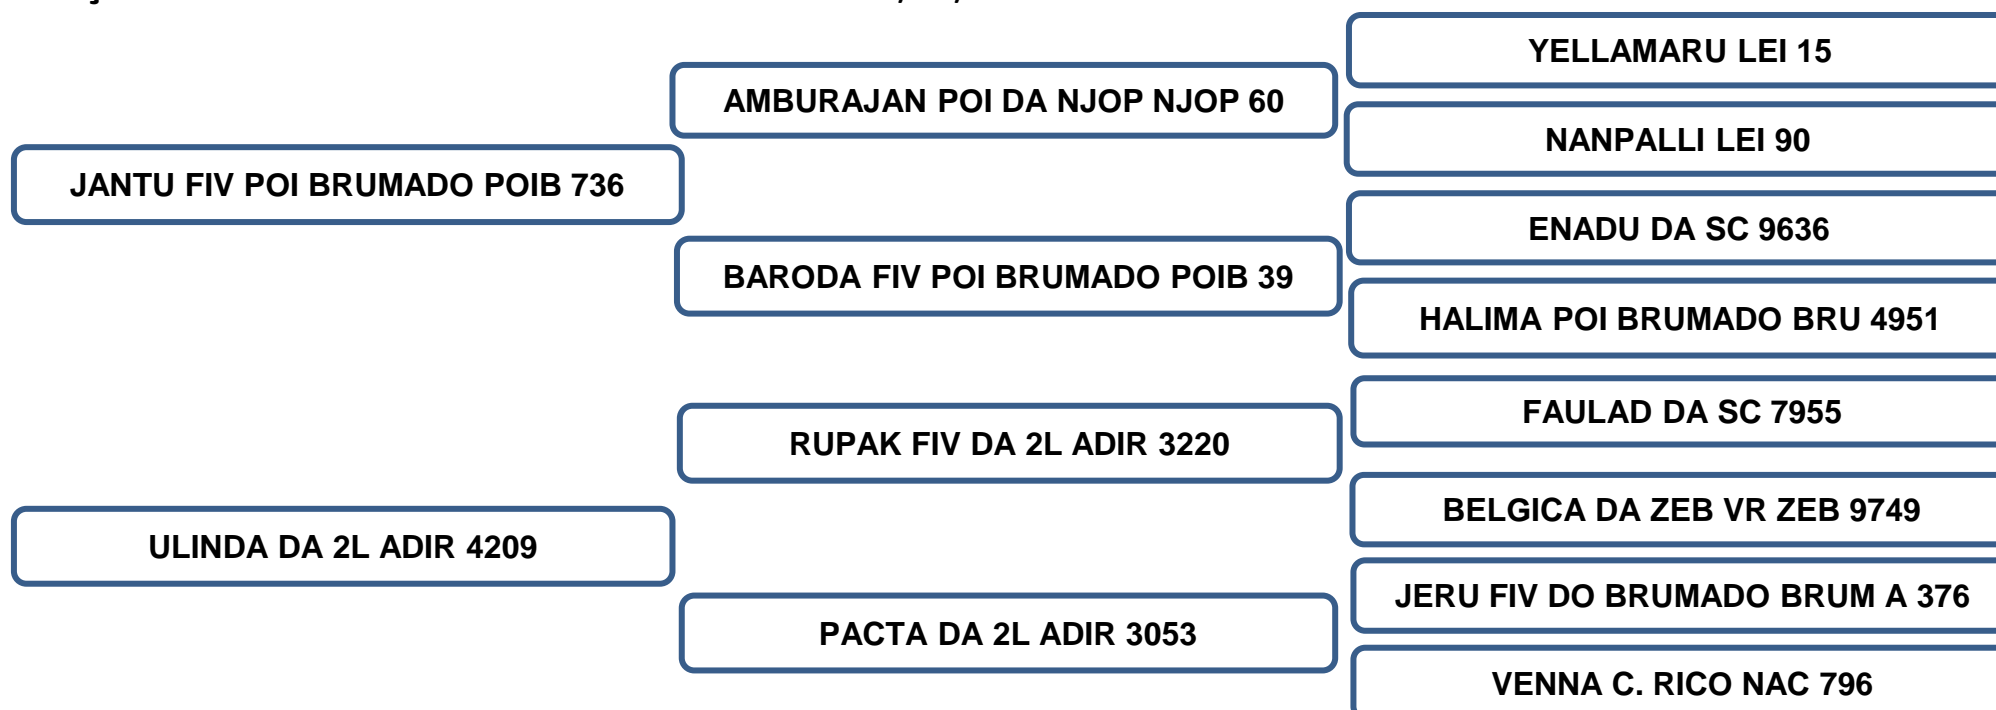 YELLAMARU LEI 15
AMBURAJAN POI DA NJOP NJOP 60
NANPALLI LEI 90
JANTU FIV POI BRUMADO POIB 736
ENADU DA SC 9636
BARODA FIV POI BRUMADO POIB 39
HALIMA POI BRUMADO BRU 4951
FAULAD DA SC 7955
RUPAK FIV DA 2L ADIR 3220
BELGICA DA ZEB VR ZEB 9749
ULINDA DA 2L ADIR 4209
JERU FIV DO BRUMADO BRUM A 376
PACTA DA 2L ADIR 3053
VENNA C. RICO NAC 796